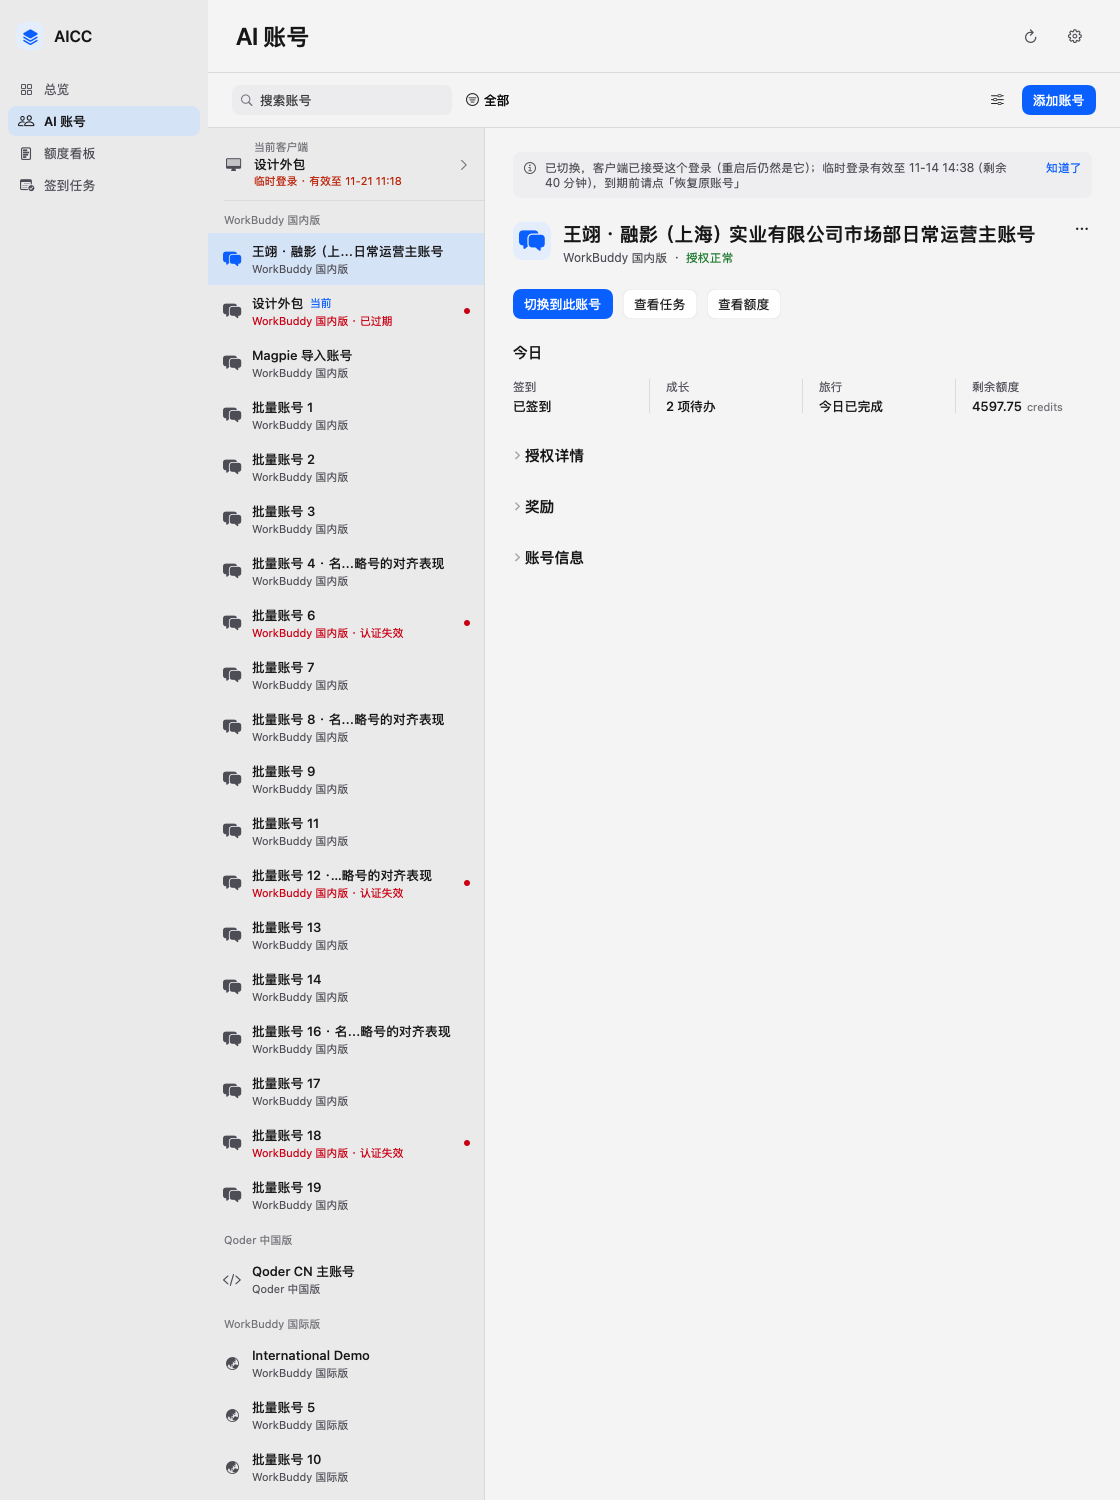 AICC
总览
AI 账号
额度看板
签到任务
AI 账号
搜索账号
全部
添加账号
当前客户端
设计外包
临时登录 · 有效至 11-21 11:18
WorkBuddy 国内版
王翊 · 融影（上...日常运营主账号
WorkBuddy 国内版
设计外包 当前
WorkBuddy 国内版 · 已过期
Magpie 导入账号
WorkBuddy 国内版
批量账号 1
WorkBuddy 国内版
批量账号 2
WorkBuddy 国内版
批量账号 3
WorkBuddy 国内版
批量账号 4 · 名...略号的对齐表现
WorkBuddy 国内版
批量账号 6
WorkBuddy 国内版 · 认证失效
批量账号 7
WorkBuddy 国内版
批量账号 8 · 名...略号的对齐表现
WorkBuddy 国内版
批量账号 9
WorkBuddy 国内版
批量账号 11
WorkBuddy 国内版
批量账号 12 ·...略号的对齐表现
WorkBuddy 国内版 · 认证失效
批量账号 13
WorkBuddy 国内版
批量账号 14
WorkBuddy 国内版
批量账号 16 · 名...略号的对齐表现
WorkBuddy 国内版
批量账号 17
WorkBuddy 国内版
批量账号 18
WorkBuddy 国内版 · 认证失效
批量账号 19
WorkBuddy 国内版
Qoder 中国版
Qoder CN 主账号
Qoder 中国版
WorkBuddy 国际版
International Demo
WorkBuddy 国际版
批量账号 5
WorkBuddy 国际版
批量账号 10
WorkBuddy 国际版
已切换，客户端已接受这个登录（重启后仍然是它）；临时登录有效至 11-14 14:38（剩余
40 分钟），到期前请点「恢复原账号」
知道了
王翊 · 融影（上海）实业有限公司市场部日常运营主账号
WorkBuddy 国内版 · 授权正常
切换到此账号 查看任务 查看额度
今日
签到 成长 旅行 剩余额度
已签到 2 项待办 今日已完成 4597.75 credits
授权详情
奖励
账号信息